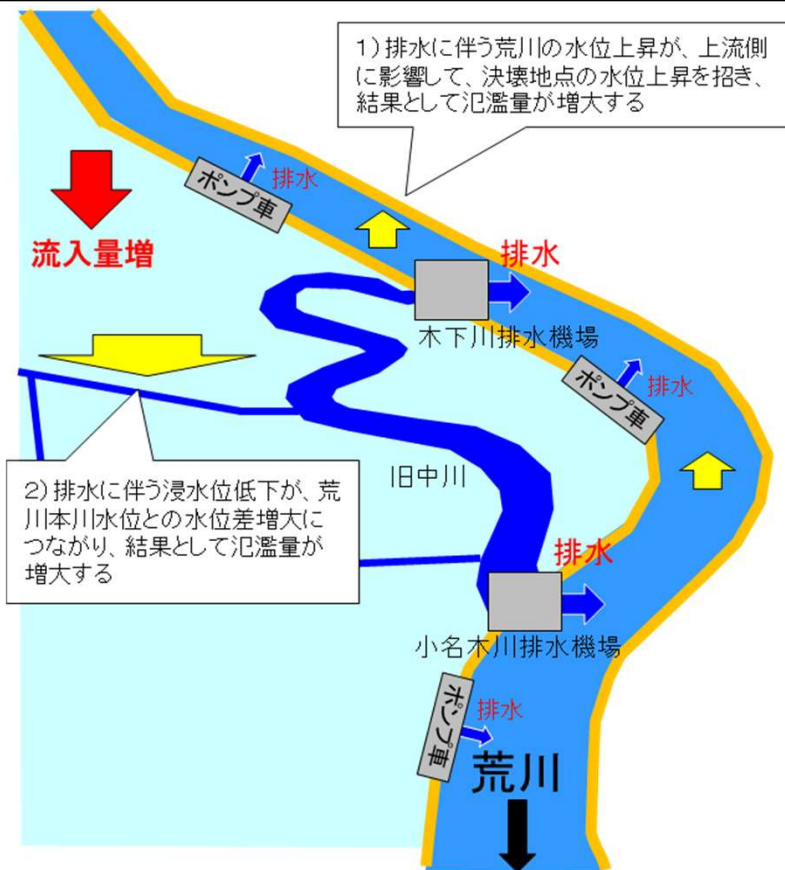 1)排水に伴う荒川の水位上昇が、上流側
に影響して、決壊地点の水位上昇を招き、
結果として氾濫量が増大する
排水
ポンプ車
流入量増
排水
木下川排水機場
排水
ポンプ車
旧中川
2)排水に伴う浸水位低下が、荒
川本川水位との水位差増大に
つながり、結果として氾濫量が
増大する
排水
小名木川排水機場
ポンプ車
排水
荒川